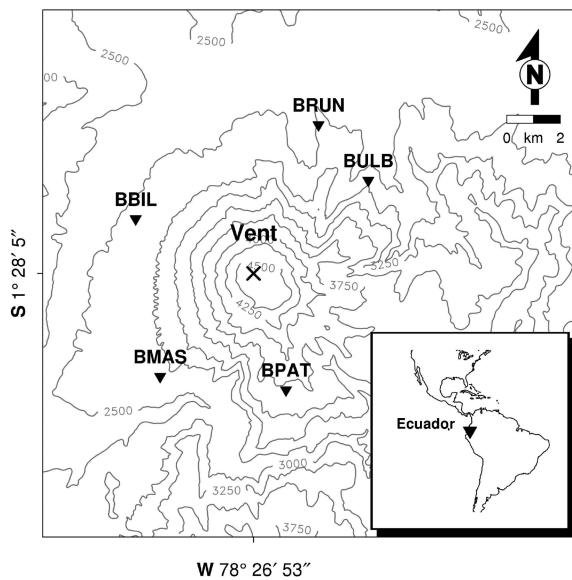 2500
2500
N
0 km 2
BRUN
BULB
BBIL
Vent
4500
3250
3750
4250
S 1° 28′ 5″
BMAS
BPAT
2500
3000
3250
3750
Ecuador
W 78° 26′ 53″